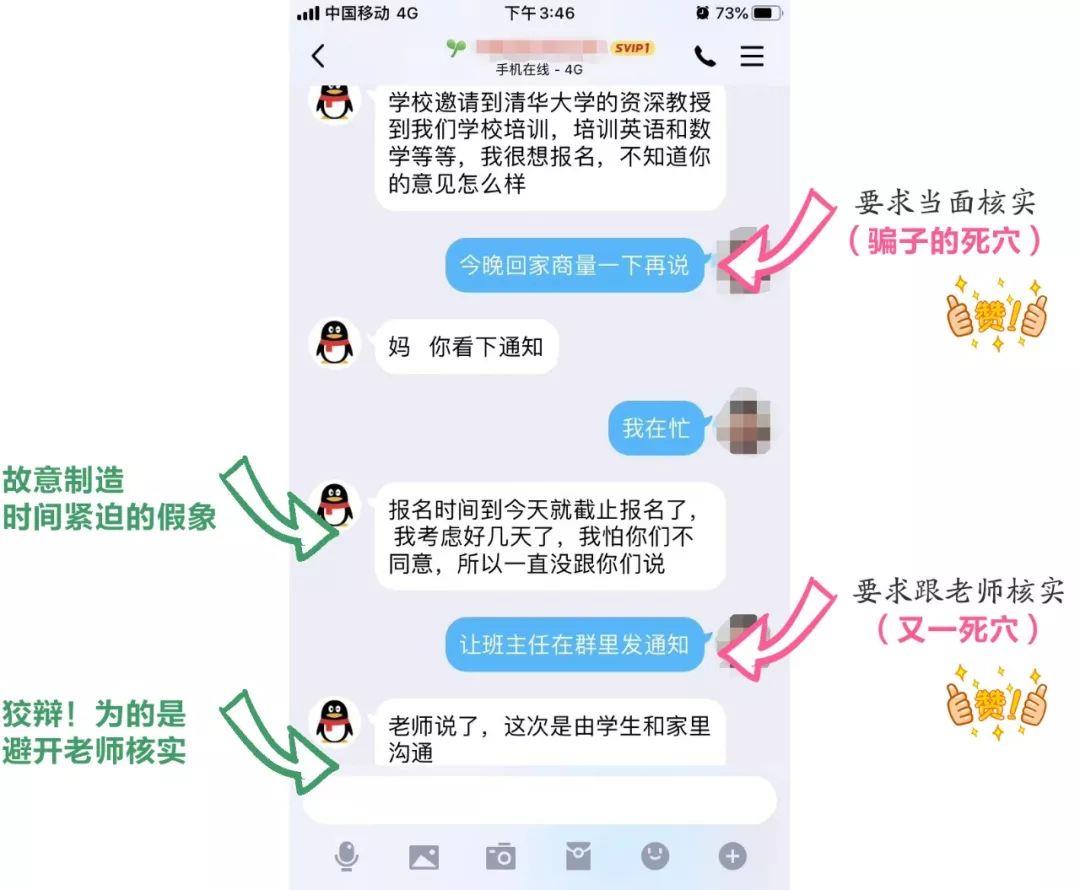 中国移动 4G
下午3:46
73%
SVIP1
手机在线 - 4G
学校邀请到清华大学的资深教授
到我们学校培训，培训英语和数
学等等，我很想报名，不知道你
的意见怎么样
要求当面核实
（骗子的死穴）
赞!
今晚回家商量一下再说
妈 你看下通知
我在忙
故意制造
时间紧迫的假象
报名时间到今天就截止报名了，
我考虑好几天了，我怕你们不
同意，所以一直没跟你们说
要求跟老师核实
（又一死穴）
赞!
让班主任在群里发通知
狡辩！为的是
避开老师核实
老师说了，这次是由学生和家里
沟通